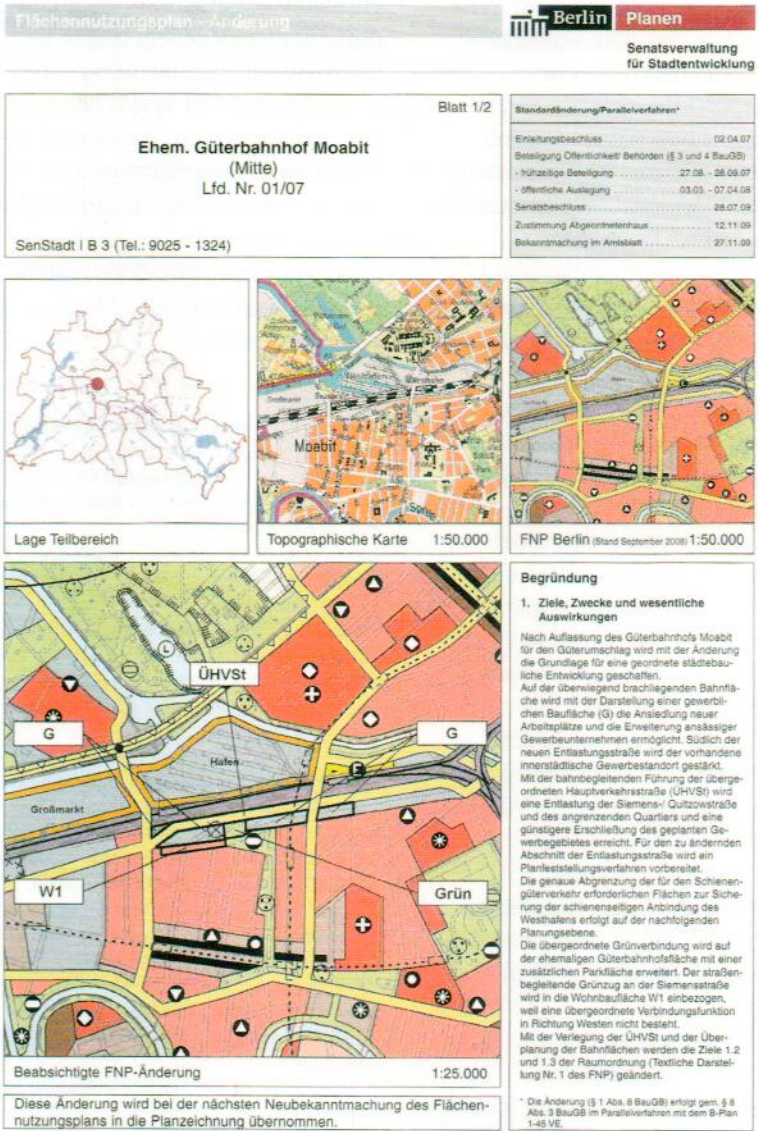 Flächennutzungsplan - Änderung
Berlin Planen
Senatsverwaltung
für Stadtentwicklung
Blatt 1/2
Ehem. Güterbahnhof Moabit
(Mitte)
Lfd. Nr. 01/07
SenStadt I B 3 (Tel.: 9025 - 1324)
Standardänderung/Parallelverfahren*
Einleitungsbeschluss . . . . . . . . . . 02.04.07
Beteiligung Öffentlichkeit/ Behörden (§ 3 und 4 BauGB)
- frühzeitige Beteiligung . . . . . . . . . . 27.08. - 28.09.07
- öffentliche Auslegung . . . . . . . . . . 03.03. - 07.04.08
Senatsbeschluss . . . . . . . . . . 28.07.09
Zustimmung Abgeordnetenhaus . . . . . . . . . . 12.11.09
Bekanntmachung im Amtsblatt . . . . . . . . . . 27.11.09
Lage Teilbereich
Großmarkt
Westhafen
Moabit
Topographische Karte 1:50.000
FNP Berlin (Stand September 2008) 1:50.000
L
ÜHVSt
G
G
Hafen
E
Großmarkt
W1
Grün
Beabsichtigte FNP-Änderung 1:25.000
Diese Änderung wird bei der nächsten Neubekanntmachung des Flächen-
nutzungsplans in die Planzeichnung übernommen.
Begründung
1. Ziele, Zwecke und wesentliche
Auswirkungen
Nach Auflassung des Güterbahnhofs Moabit
für den Güterumschlag wird mit der Änderung
die Grundlage für eine geordnete städtebau-
liche Entwicklung geschaffen.
Auf der überwiegend brachliegenden Bahnflä-
che wird mit der Darstellung einer gewerbli-
chen Baufläche (G) die Ansiedlung neuer
Arbeitsplätze und die Erweiterung ansässiger
Gewerbeunternehmen ermöglicht. Südlich der
neuen Entlastungsstraße wird der vorhandene
innerstädtische Gewerbestandort gestärkt.
Mit der bahnbegleitenden Führung der überge-
ordneten Hauptverkehrsstraße (ÜHVSt) wird
eine Entlastung der Siemens-/ Quitzowstraße
und des angrenzenden Quartiers und eine
günstigere Erschließung des geplanten Ge-
werbegebietes erreicht. Für den zu ändernden
Abschnitt der Entlastungsstraße wird ein
Planfeststellungsverfahren vorbereitet.
Die genaue Abgrenzung der für den Schienen-
güterverkehr erforderlichen Flächen zur Siche-
rung der schienenseitigen Anbindung des
Westhafens erfolgt auf der nachfolgenden
Planungsebene.
Die übergeordnete Grünverbindung wird auf
der ehemaligen Güterbahnhofsfläche mit einer
zusätzlichen Parkfläche erweitert. Der straßen-
begleitende Grünzug an der Siemensstraße
wird in die Wohnbaufläche W1 einbezogen,
weil eine übergeordnete Verbindungsfunktion
in Richtung Westen nicht besteht.
Mit der Verlegung der ÜHVSt und der Über-
planung der Bahnflächen werden die Ziele 1.2
und 1.3 der Raumordnung (Textliche Darstel-
lung Nr. 1 des FNP) geändert.
* Die Änderung (§ 1 Abs. 8 BauGB) erfolgt gem. § 8
Abs. 3 BauGB im Parallelverfahren mit dem B-Plan
1-45 VE.